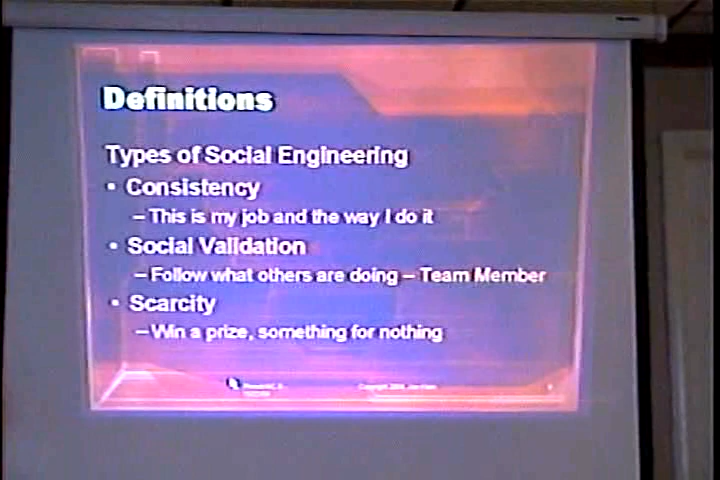 Definitions
Types of Social Engineering
• Consistency
– This is my job and the way I do it
• Social Validation
– Follow what others are doing – Team Member
• Scarcity
– Win a prize, something for nothing
Copyright